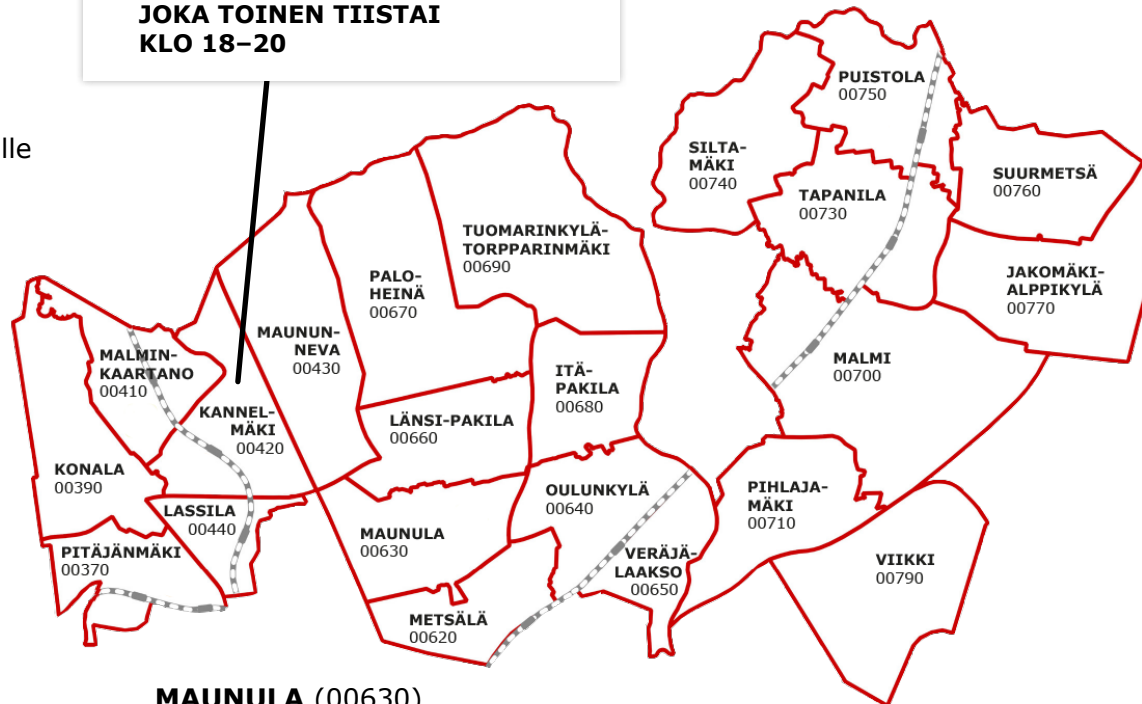 JOKA TOINEN TIISTAI
KLO 18–20
lle
PUISTOLA
00750
SILTA-
MÄKI
00740
TAPANILA
00730
SUURMETSÄ
00760
TUOMARINKYLÄ-
TORPPARINMÄKI
00690
PALO-
HEINÄ
00670
JAKOMÄKI-
ALPPIKYLÄ
00770
MAUNUN-
NEVA
00430
MALMIN-
KAARTANO
00410
ITÄ-
PAKILA
00680
MALMI
00700
KANNEL-
MÄKI
00420
LÄNSI-PAKILA
00660
KONALA
00390
LASSILA
00440
OULUNKYLÄ
00640
PIHLAJA-
MÄKI
00710
PITÄJÄNMÄKI
00370
MAUNULA
00630
VERÄJÄ-
LAAKSO
00650
VIIKKI
00790
METSÄLÄ
00620
MAUNULA (00630)